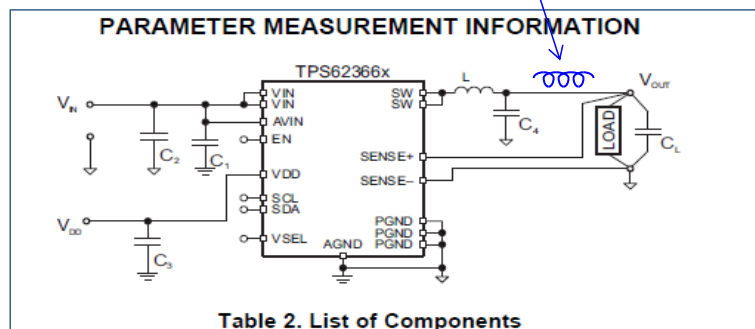 PARAMETER MEASUREMENT INFORMATION
TPS62366x
VIN
VIN
AVIN
EN
VDD
SCL
SDA
VSEL
AGND
SW
SW
SENSE+
SENSE–
PGND
PGND
PGND
VIN
C2
C1
VDD
C3
L
C4
VOUT
LOAD
CL
Table 2. List of Components